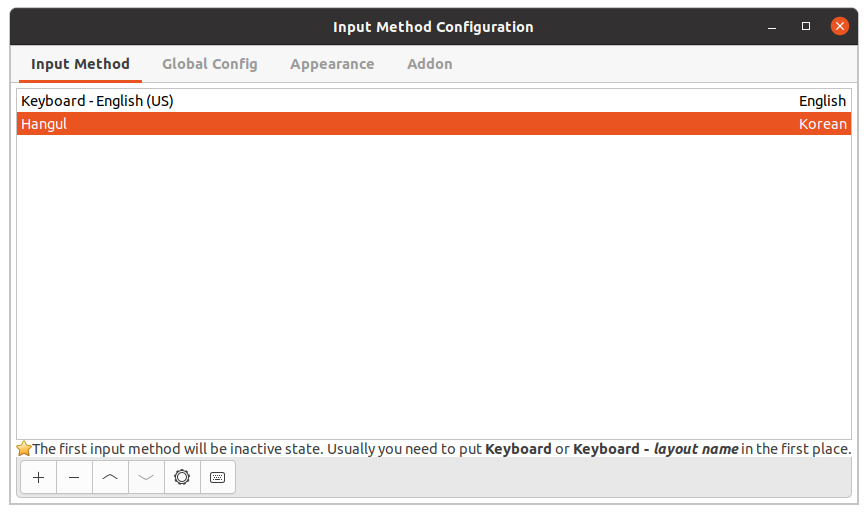 Input Method Configuration
Input Method Global Config Appearance Addon
Keyboard - English (US) English
Hangul Korean
The first input method will be inactive state. Usually you need to put Keyboard or Keyboard - layout name in the first place.